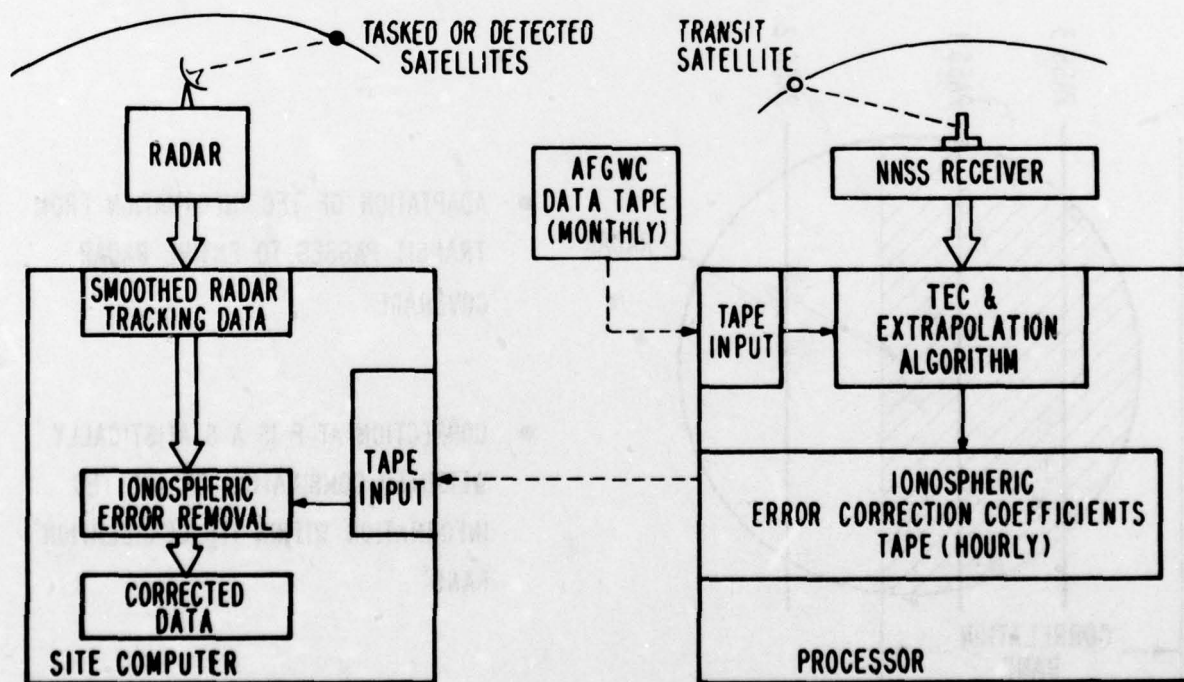 TASKED OR DETECTED
SATELLITES
RADAR
SMOOTHED RADAR
TRACKING DATA
IONOSPHERIC
ERROR REMOVAL
CORRECTED
DATA
TAPE
INPUT
SITE COMPUTER
TRANSIT
SATELLITE
NNSS RECEIVER
AFGWC
DATA TAPE
(MONTHLY)
TAPE
INPUT
TEC &
EXTRAPOLATION
ALGORITHM
IONOSPHERIC
ERROR CORRECTION COEFFICIENTS
TAPE (HOURLY)
PROCESSOR